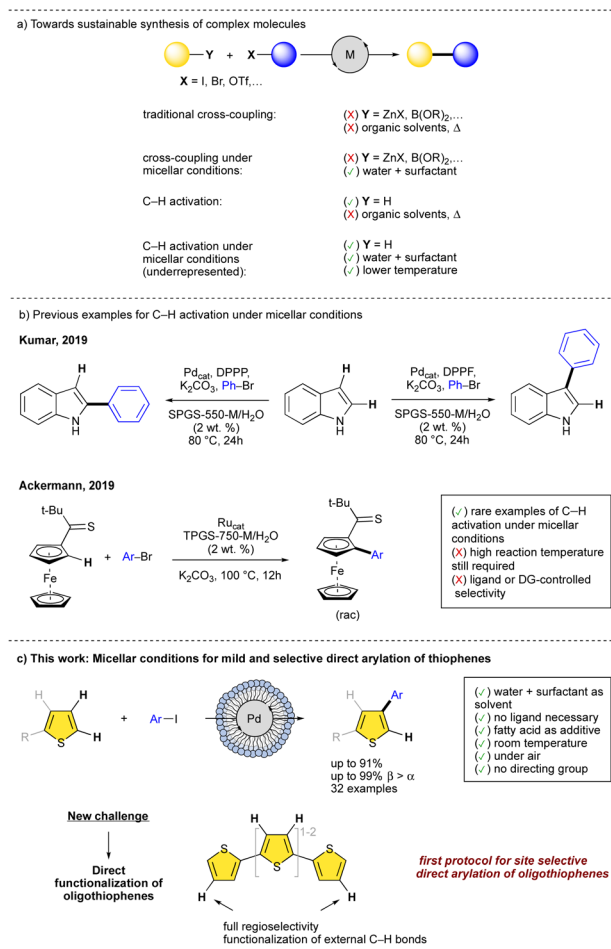 a) Towards sustainable synthesis of complex molecules
Y + X M
X = I, Br, OTf,...
traditional cross-coupling: (X) Y = ZnX, B(OR)2,...
(X) organic solvents, Δ
cross-coupling under (X) Y = ZnX, B(OR)2,...
micellar conditions: (✓) water + surfactant
C–H activation: (✓) Y = H
(X) organic solvents, Δ
C–H activation under (✓) Y = H
micellar conditions (✓) water + surfactant
(underrepresented): (✓) lower temperature
b) Previous examples for C–H activation under micellar conditions
Kumar, 2019
N
H
Pdcat, DPPP,
K2CO3, Ph–Br
SPGS-550-M/H2O
(2 wt. %)
80 °C, 24h
H
H
N
H
Pdcat, DPPF,
K2CO3, Ph–Br
SPGS-550-M/H2O
(2 wt. %)
80 °C, 24h
H
N
H
Ackermann, 2019
t-Bu
S
H
Fe
+ Ar–Br
Rucat
TPGS-750-M/H2O
(2 wt. %)
K2CO3, 100 °C, 12h
t-Bu
S
Ar
Fe
(rac)
(✓) rare examples of C–H
activation under micellar
conditions
(X) high reaction temperature
still required
(X) ligand or DG-controlled
selectivity
c) This work: Micellar conditions for mild and selective direct arylation of thiophenes
H H
R S H
+ Ar–I
Pd
H Ar
R S H
up to 91%
up to 99% β > α
32 examples
(✓) water + surfactant as
solvent
(✓) no ligand necessary
(✓) fatty acid as additive
(✓) room temperature
(✓) under air
(✓) no directing group
New challenge
Direct
functionalization of
oligothiophenes
H H
1-2
S S S
H H
full regioselectivity
functionalization of external C–H bonds
first protocol for site selective
direct arylation of oligothiophenes